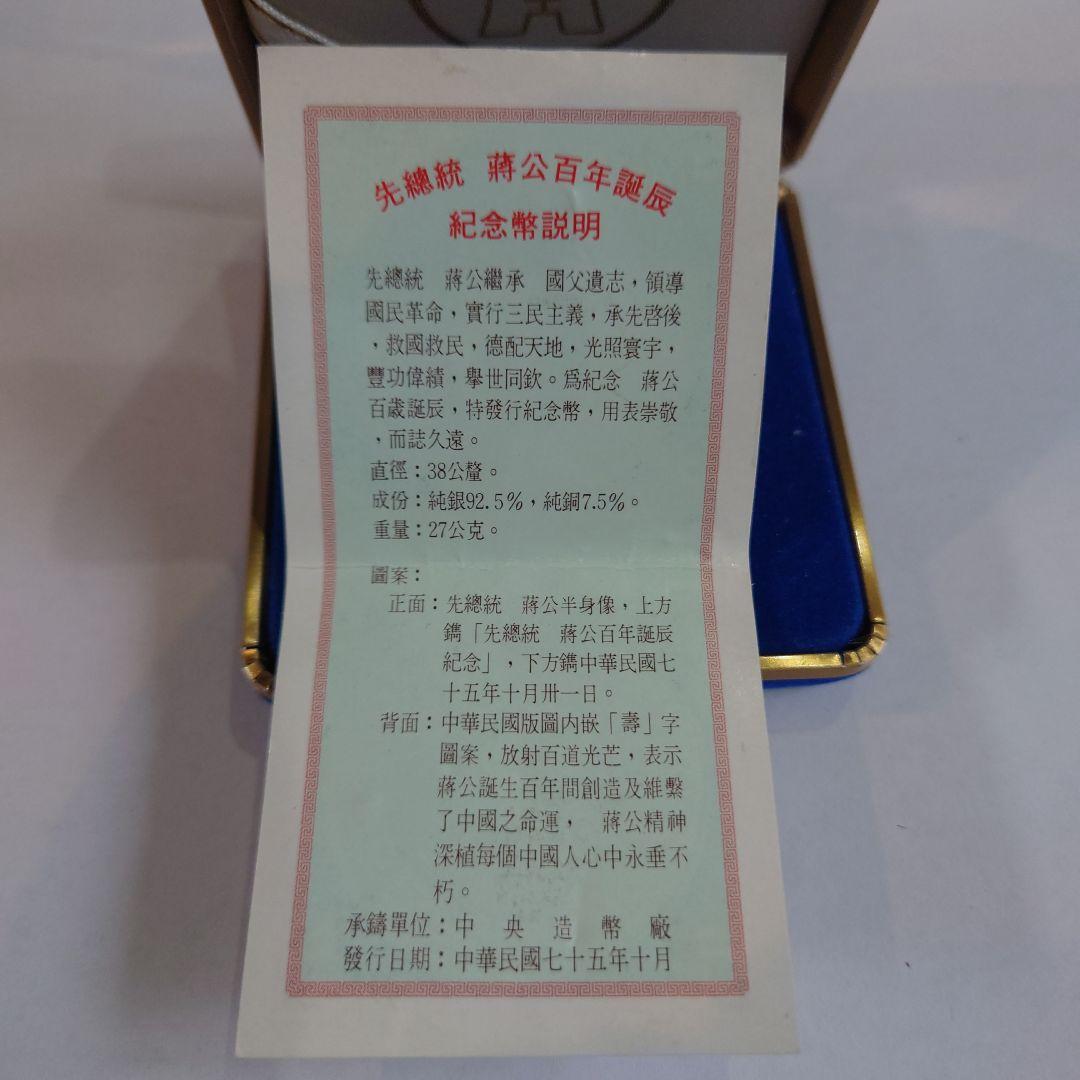 先總統　蔣公百年誕辰
紀念幣説明
先總統　蔣公繼承　國父遺志，領導
國民革命，實行三民主義，承先啓後
，救國救民，德配天地，光照寰宇，
豐功偉績，舉世同欽。爲紀念　蔣公
百歲誕辰，特發行紀念幣，用表崇敬
，而誌久遠。
直徑：38公釐。
成份：純銀92.5%，純銅7.5%。
重量：27公克。
圖案：
正面：先總統　蔣公半身像，上方
鐫「先總統　蔣公百年誕辰
紀念」，下方鐫中華民國七
十五年十月卅一日。
背面：中華民國版圖内嵌「壽」字
圖案，放射百道光芒，表示
蔣公誕生百年間創造及維繫
了中國之命運，　蔣公精神
深植每個中國人心中永垂不
朽。
承鑄單位：中央造幣廠
發行日期：中華民國七十五年十月